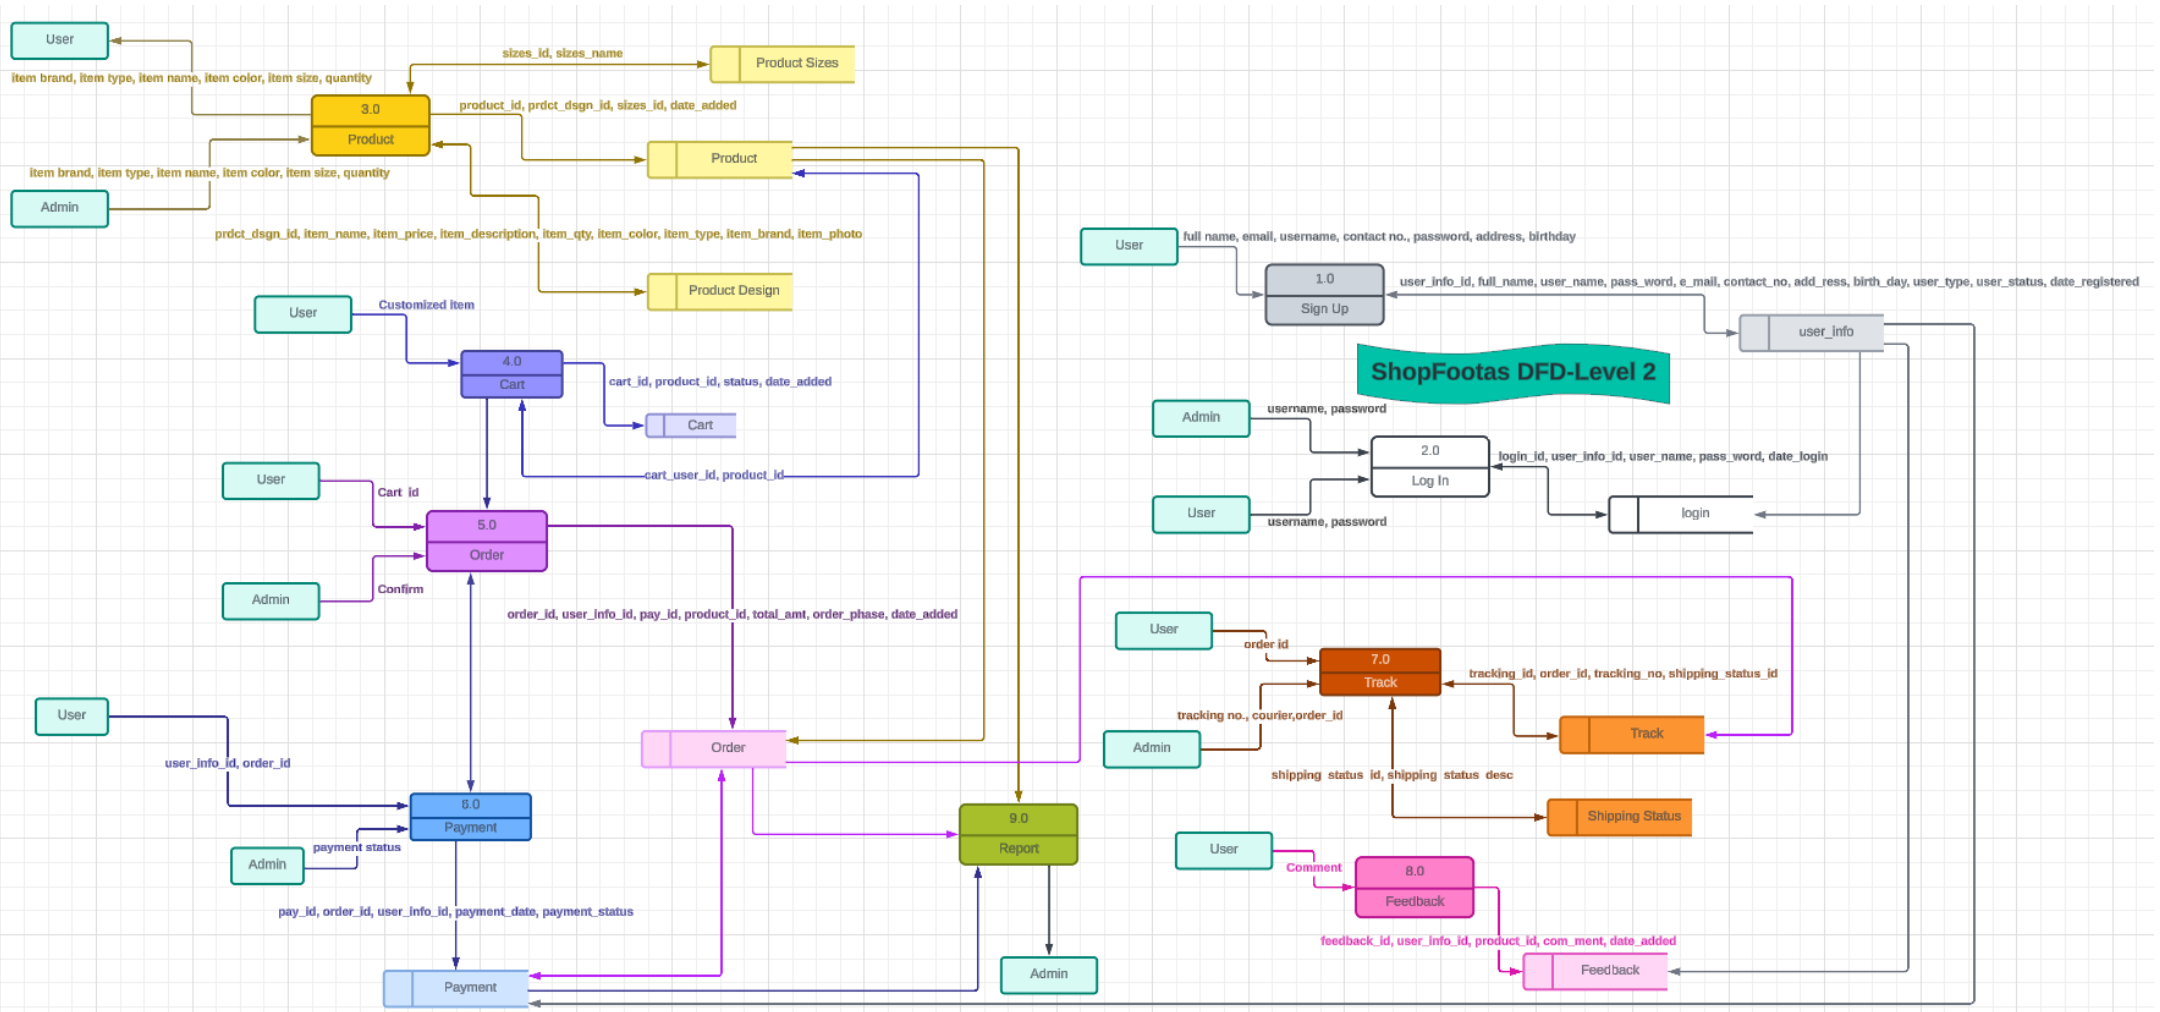 User
item brand, item type, item name, item color, item size, quantity
sizes_id, sizes_name
Product Sizes
3.0
Product
product_id, prdct_dsgn_id, sizes_id, date_added
Product
item brand, item type, item name, item color, item size, quantity
Admin
prdct_dsgn_id, item_name, item_price, item_description, item_qty, item_color, item_type, item_brand, item_photo
Product Design
User
Customized item
4.0
Cart
cart_id, product_id, status, date_added
Cart
cart_user_id, product_id
User
Cart_id
5.0
Order
Admin
Confirm
order_id, user_info_id, pay_id, product_id, total_amt, order_phase, date_added
User
user_info_id, order_id
Order
6.0
Payment
Admin
payment status
pay_id, order_id, user_info_id, payment_date, payment_status
Payment
9.0
Report
Admin
User
full name, email, username, contact no., password, address, birthday
1.0
Sign Up
user_info_id, full_name, user_name, pass_word, e_mail, contact_no, add_ress, birth_day, user_type, user_status, date_registered
user_info
ShopFootas DFD-Level 2
Admin
username, password
2.0
Log In
login_id, user_info_id, user_name, pass_word, date_login
User
username, password
login
User
order id
7.0
Track
tracking_id, order_id, tracking_no, shipping_status_id
tracking no., courier,order_id
Admin
Track
shipping_status_id, shipping_status_desc
Shipping Status
User
Comment
8.0
Feedback
feedback_id, user_info_id, product_id, com_ment, date_added
Feedback